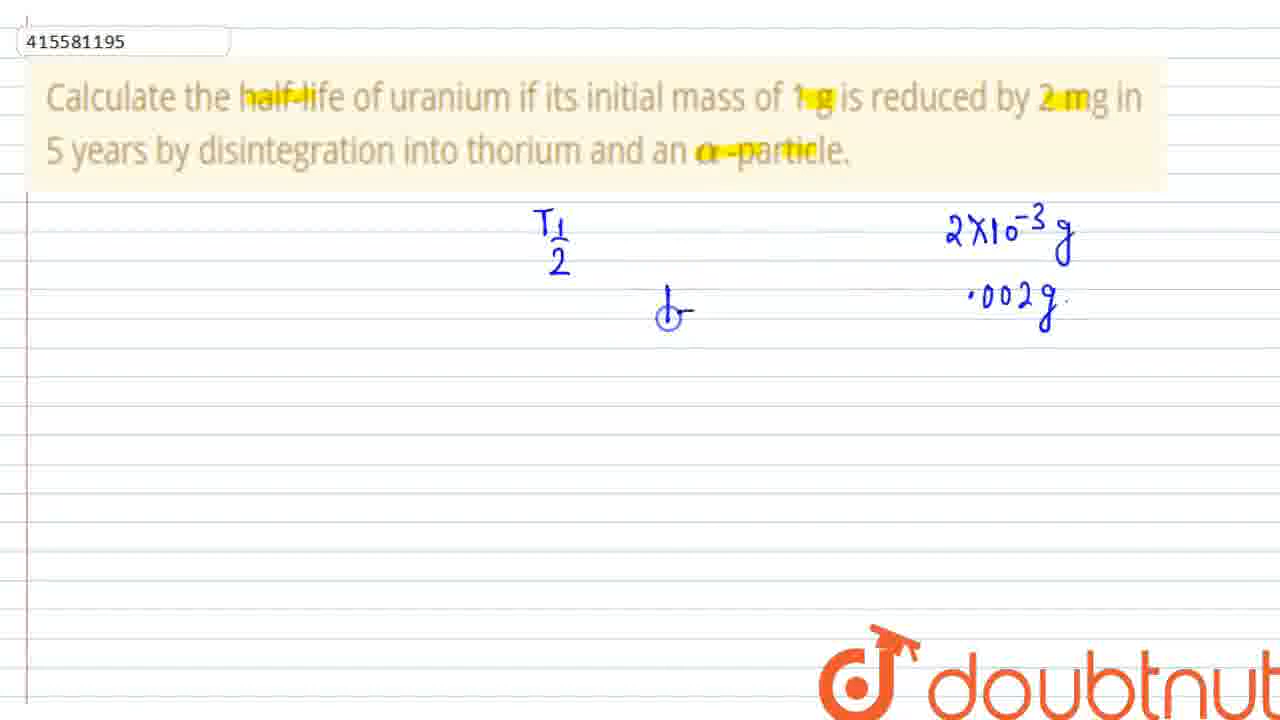 415581195
Calculate the half-life of uranium if its initial mass of 1 g is reduced by 2 mg in
5 years by disintegration into thorium and an α-particle.
T 1/2
2×10⁻³ g
.002g.
doubtnut